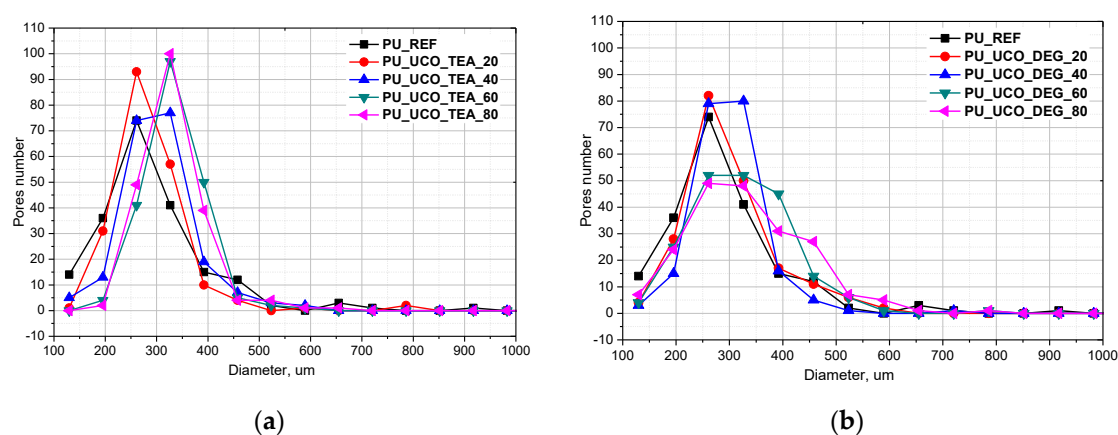 110
100
90
80
70
60
50
40
30
20
10
0
-10
Pores number
PU_REF
PU_UCO_TEA_20
PU_UCO_TEA_40
PU_UCO_TEA_60
PU_UCO_TEA_80
100 200 300 400 500 600 700 800 900 1000
Diameter, um
(a)
110
100
90
80
70
60
50
40
30
20
10
0
-10
Pores number
PU_REF
PU_UCO_DEG_20
PU_UCO_DEG_40
PU_UCO_DEG_60
PU_UCO_DEG_80
100 200 300 400 500 600 700 800 900 1000
Diameter, um
(b)